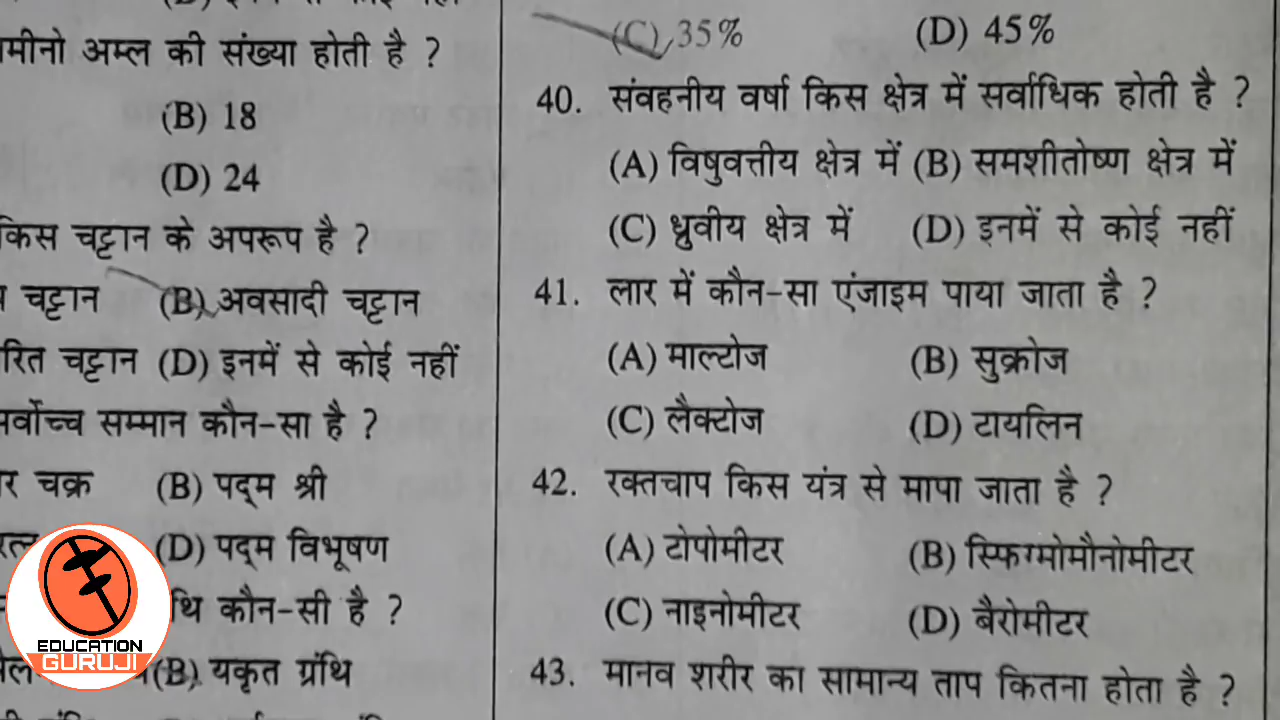 अम्ल की संख्या होती है ?
(B) 18
(D) 24
किस चट्टान के अपरूप है ?
चट्टान (B) अवसादी चट्टान
चट्टान (D) इनमें से कोई नहीं
सम्मान कौन-सा है ?
चक्र (B) पद्म श्री
(D) पद्म विभूषण
कौन-सी है ?
(B) यकृत ग्रंथि
(C) 35% (D) 45%
40. संवहनीय वर्षा किस क्षेत्र में सर्वाधिक होती है ?
(A) विषुवत्तीय क्षेत्र में (B) समशीतोष्ण क्षेत्र में
(C) ध्रुवीय क्षेत्र में (D) इनमें से कोई नहीं
41. लार में कौन-सा एंजाइम पाया जाता है ?
(A) माल्टोज (B) सुक्रोज
(C) लैक्टोज (D) टायलिन
42. रक्तचाप किस यंत्र से मापा जाता है ?
(A) टोपोमीटर (B) स्फिग्मोमौनोमीटर
(C) नाइनोमीटर (D) बैरोमीटर
43. मानव शरीर का सामान्य ताप कितना होता है ?
EDUCATION
GURUJI